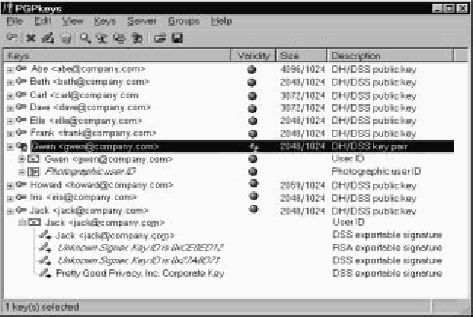 PGPkeys
File Edit View Keys Server Groups Help
Keys Validity Size Description
Abe <abe@company.com> 4096/1024 DH/DSS public key
Beth <bath@company.com> 2048/1024 DH/DSS public key
Carl <carl@company.com 3072/1024 DH/DSS public key
Dave <dave@company.com> 3072/1024 DH/DSS public key
Elle <elle@company.com> 2048/1024 DH/DSS public key
Frank <frank@company.com> 2048/1024 DH/DSS public key
Gwen <gwen@company.com> 2048/1024 DH/DSS key pair
Gwen <gwen@company.com> User ID
Photographic user ID Photographic user ID
Howard <howard@company.com> 2059/1024 DH/DSS public key
Iris <iris@company.com> 2048/1024 DH/DSS public key
Jack <jack@company.com> 2048/1024 DH/DSS public key
Jack <jack@company.com> User ID
Jack <jack@company.com> DSS exportable signature
Unknown Signer, Key ID is RSA exportable signature
Unknown Signer, Key ID is DSS exportable signature
Pretty Good Privacy, Inc. Corporate Key DSS exportable signature
1 key(s) selected